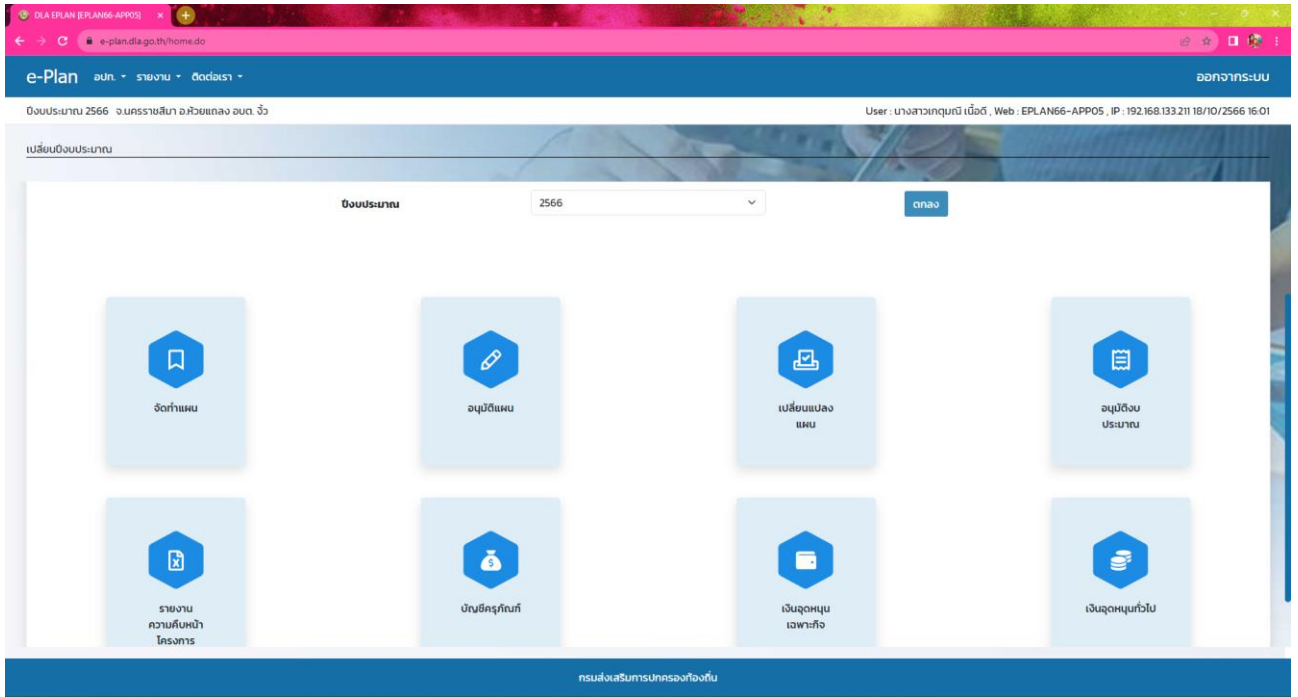 DLA EPLAN [EPLAN66-APP05]
e-plan.dla.go.th/home.do
e-Plan อปท. รายงาน ติดต่อเรา ออกจากระบบ
ปีงบประมาณ 2566 จ.นครราชสีมา อ.ห้วยแถลง อบต. งิ้ว User : นางสาวเกตุมณี เนื้อดี , Web : EPLAN66-APP05 , IP : 192.168.133.211 18/10/2566 16:01
เปลี่ยนปีงบประมาณ
ปีงบประมาณ 2566 ตกลง
จัดทำแผน อนุมัติแผน เปลี่ยนแปลง อนุมัติงบ
แผน ประมาณ
รายงาน บัญชีครุภัณฑ์ เงินอุดหนุน เงินอุดหนุนทั่วไป
ความคืบหน้า เฉพาะกิจ
โครงการ
กรมส่งเสริมการปกครองท้องถิ่น